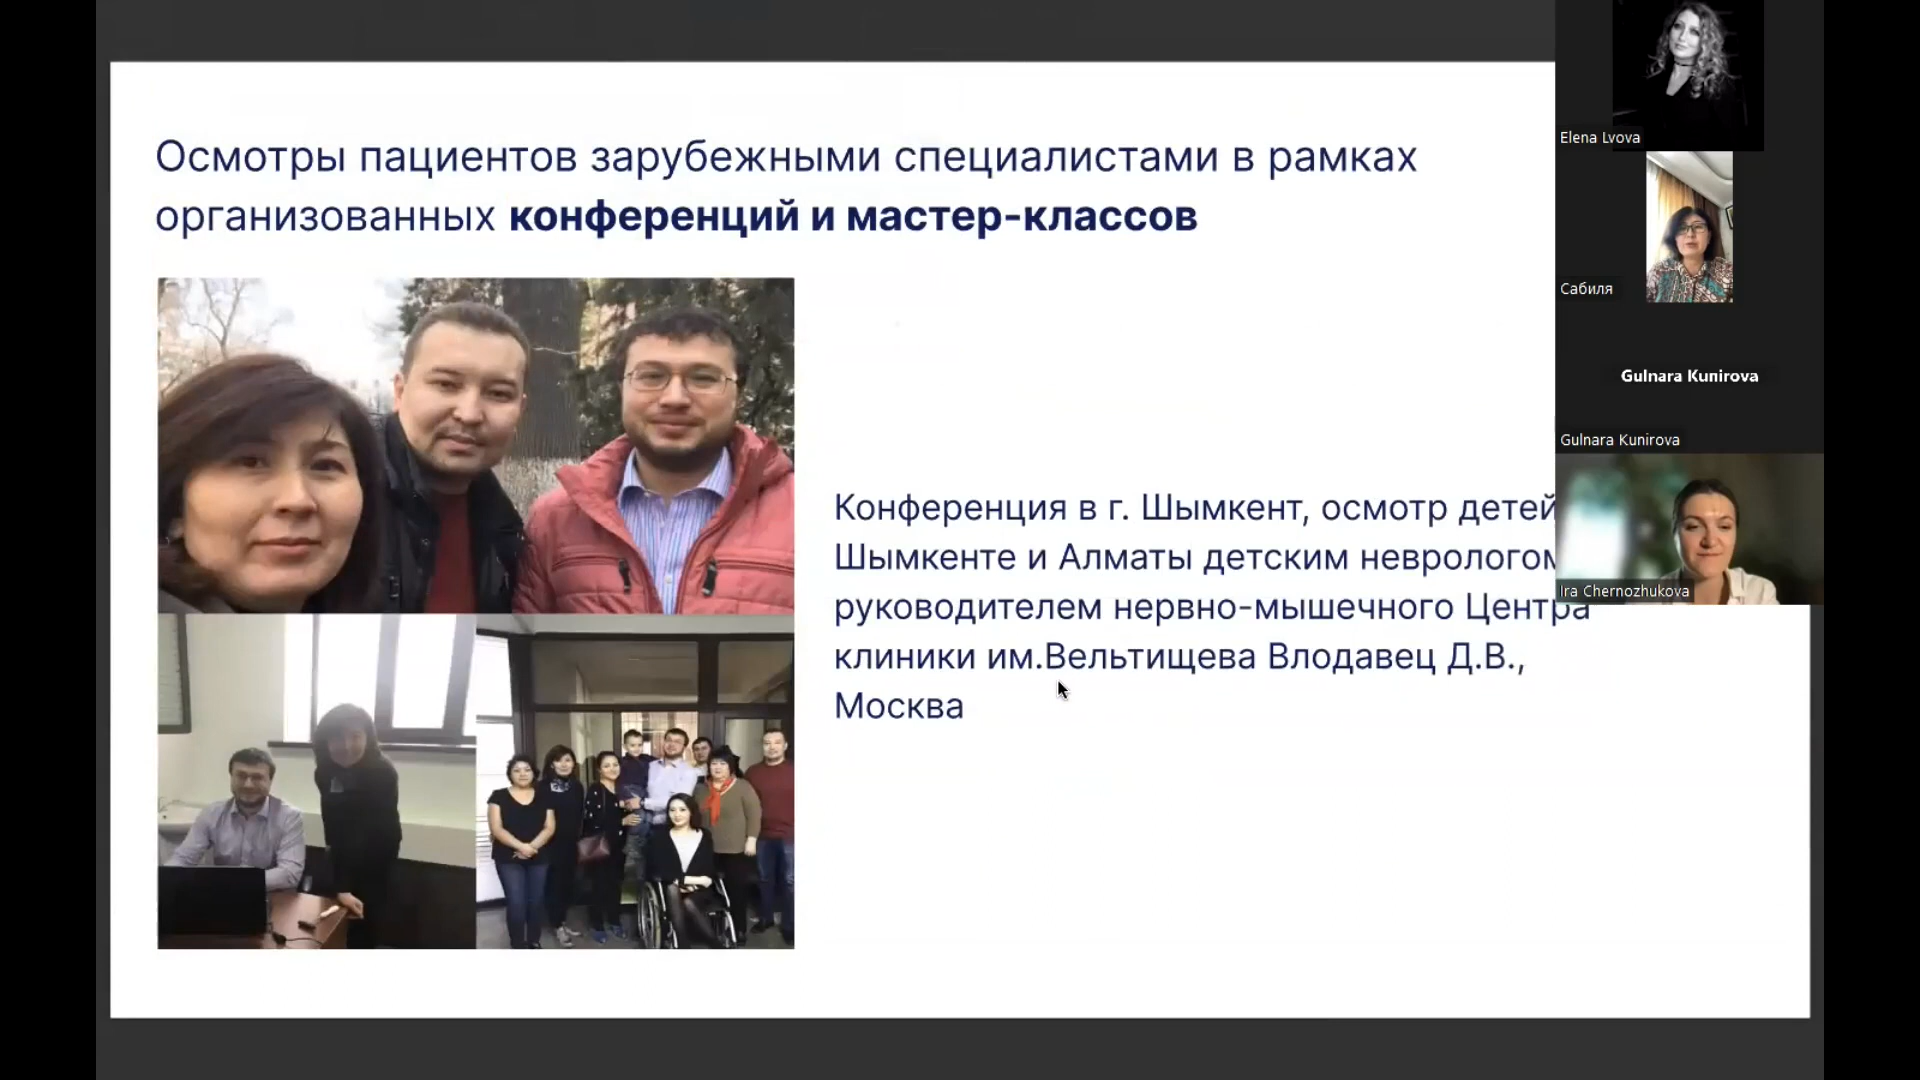 Осмотры пациентов зарубежными специалистами в рамках
организованных конференций и мастер-классов
Конференция в г. Шымкент, осмотр детей
Шымкенте и Алматы детским неврологом
руководителем нервно-мышечного Центра
клиники им.Вельтищева Влодавец Д.В.,
Москва
Elena Lvova
Сабиля
Gulnara Kunirova
Gulnara Kunirova
Ira Chernozhukova